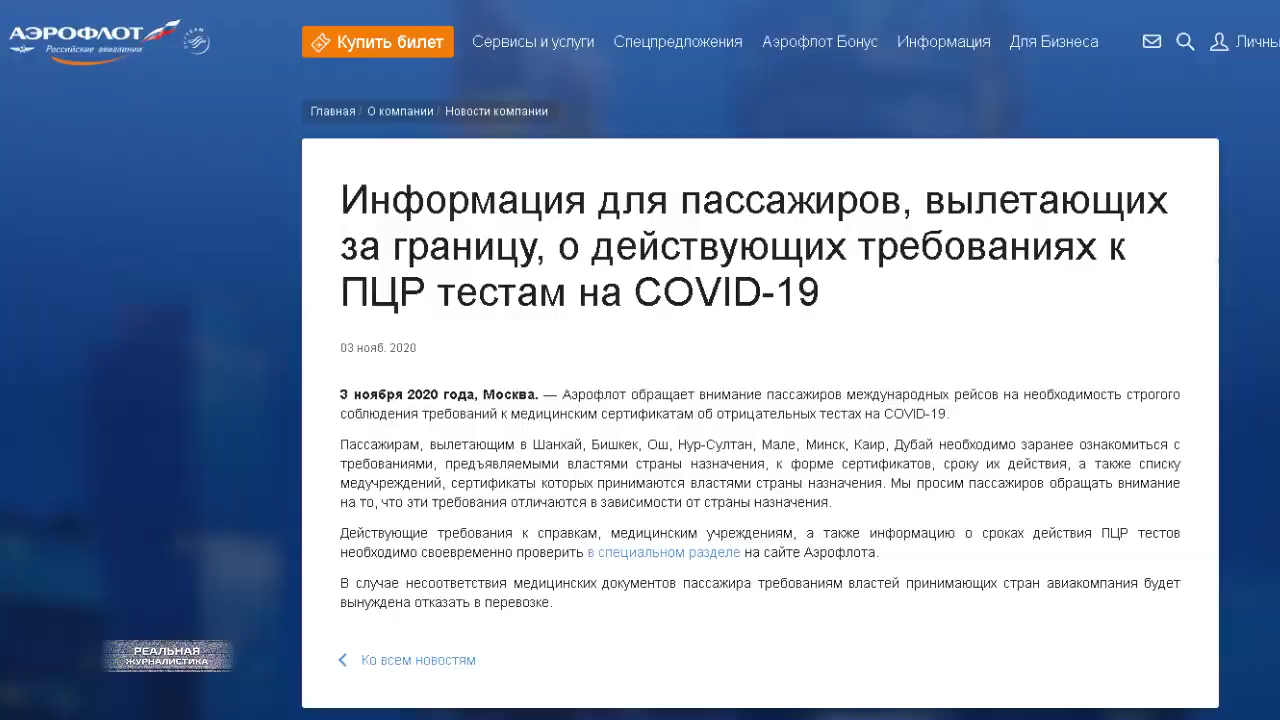 АЭРОФЛОТ
Российские авиалинии
Купить билет
Сервисы и услуги
Спецпредложения
Аэрофлот Бонус
Информация
Для Бизнеса
Личны
Главная / О компании / Новости компании
Информация для пассажиров, вылетающих
за границу, о действующих требованиях к
ПЦР тестам на COVID-19
03 нояб. 2020
3 ноября 2020 года, Москва. — Аэрофлот обращает внимание пассажиров международных рейсов на необходимость строгого
соблюдения требований к медицинским сертификатам об отрицательных тестах на COVID-19.
Пассажирам, вылетающим в Шанхай, Бишкек, Ош, Нур-Султан, Мале, Минск, Каир, Дубай необходимо заранее ознакомиться с
требованиями, предъявляемыми властями страны назначения, к форме сертификатов, сроку их действия, а также списку
медучреждений, сертификаты которых принимаются властями страны назначения. Мы просим пассажиров обращать внимание
на то, что эти требования отличаются в зависимости от страны назначения.
Действующие требования к справкам, медицинским учреждениям, а также информацию о сроках действия ПЦР тестов
необходимо своевременно проверить в специальном разделе на сайте Аэрофлота.
В случае несоответствия медицинских документов пассажира требованиям властей принимающих стран авиакомпания будет
вынуждена отказать в перевозке.
Ко всем новостям
РЕАЛЬНАЯ
ЖУРНАЛИСТИКА